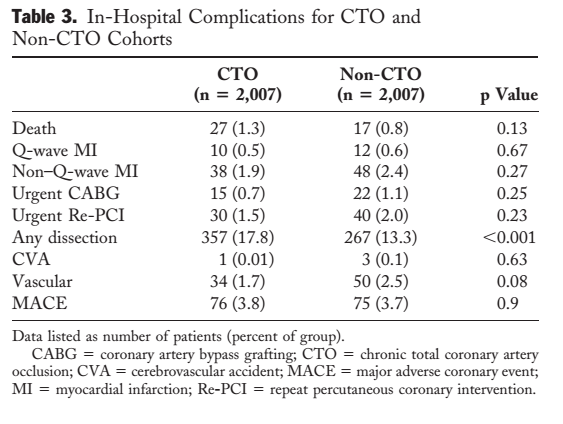 Table 3. In-Hospital Complications for CTO and
Non-CTO Cohorts
CTO Non-CTO
(n = 2,007) (n = 2,007) p Value
Death 27 (1.3) 17 (0.8) 0.13
Q-wave MI 10 (0.5) 12 (0.6) 0.67
Non–Q-wave MI 38 (1.9) 48 (2.4) 0.27
Urgent CABG 15 (0.7) 22 (1.1) 0.25
Urgent Re-PCI 30 (1.5) 40 (2.0) 0.23
Any dissection 357 (17.8) 267 (13.3) <0.001
CVA 1 (0.01) 3 (0.1) 0.63
Vascular 34 (1.7) 50 (2.5) 0.08
MACE 76 (3.8) 75 (3.7) 0.9
Data listed as number of patients (percent of group).
CABG = coronary artery bypass grafting; CTO = chronic total coronary artery
occlusion; CVA = cerebrovascular accident; MACE = major adverse coronary event;
MI = myocardial infarction; Re-PCI = repeat percutaneous coronary intervention.